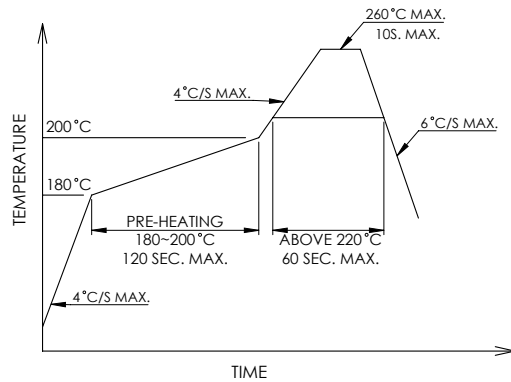 260°C MAX.
10S. MAX.
4°C/S MAX.
6°C/S MAX.
200°C
180°C
TEMPERATURE
PRE-HEATING
180~200°C
120 SEC. MAX.
ABOVE 220°C
60 SEC. MAX.
4°C/S MAX.
TIME